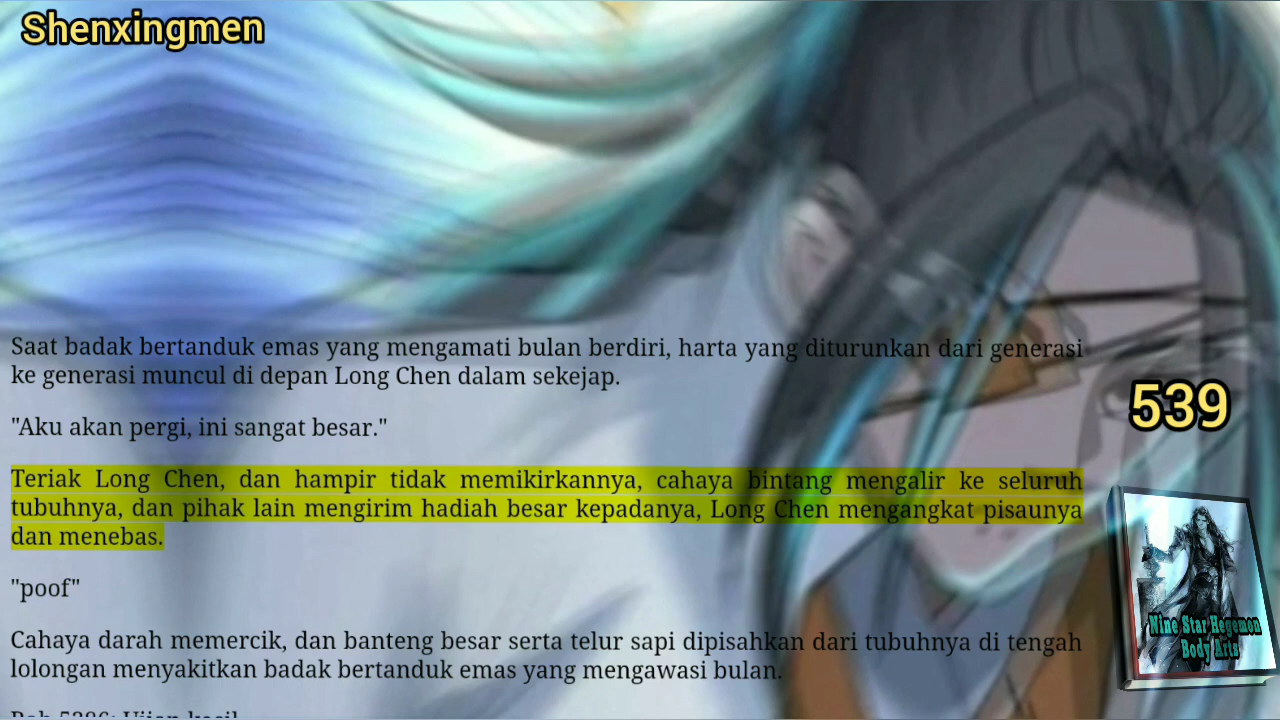 Shenxingmen
Saat badak bertanduk emas yang mengamati bulan berdiri, harta yang diturunkan dari generasi
ke generasi muncul di depan Long Chen dalam sekejap.
"Aku akan pergi, ini sangat besar."
539
Teriak Long Chen, dan hampir tidak memikirkannya, cahaya bintang mengalir ke seluruh
tubuhnya, dan pihak lain mengirim hadiah besar kepadanya, Long Chen mengangkat pisaunya
dan menebas.
"poof"
Cahaya darah memercik, dan banteng besar serta telur sapi dipisahkan dari tubuhnya di tengah
lolongan menyakitkan badak bertanduk emas yang mengawasi bulan.
Nine Star Hegemon
Body Arts